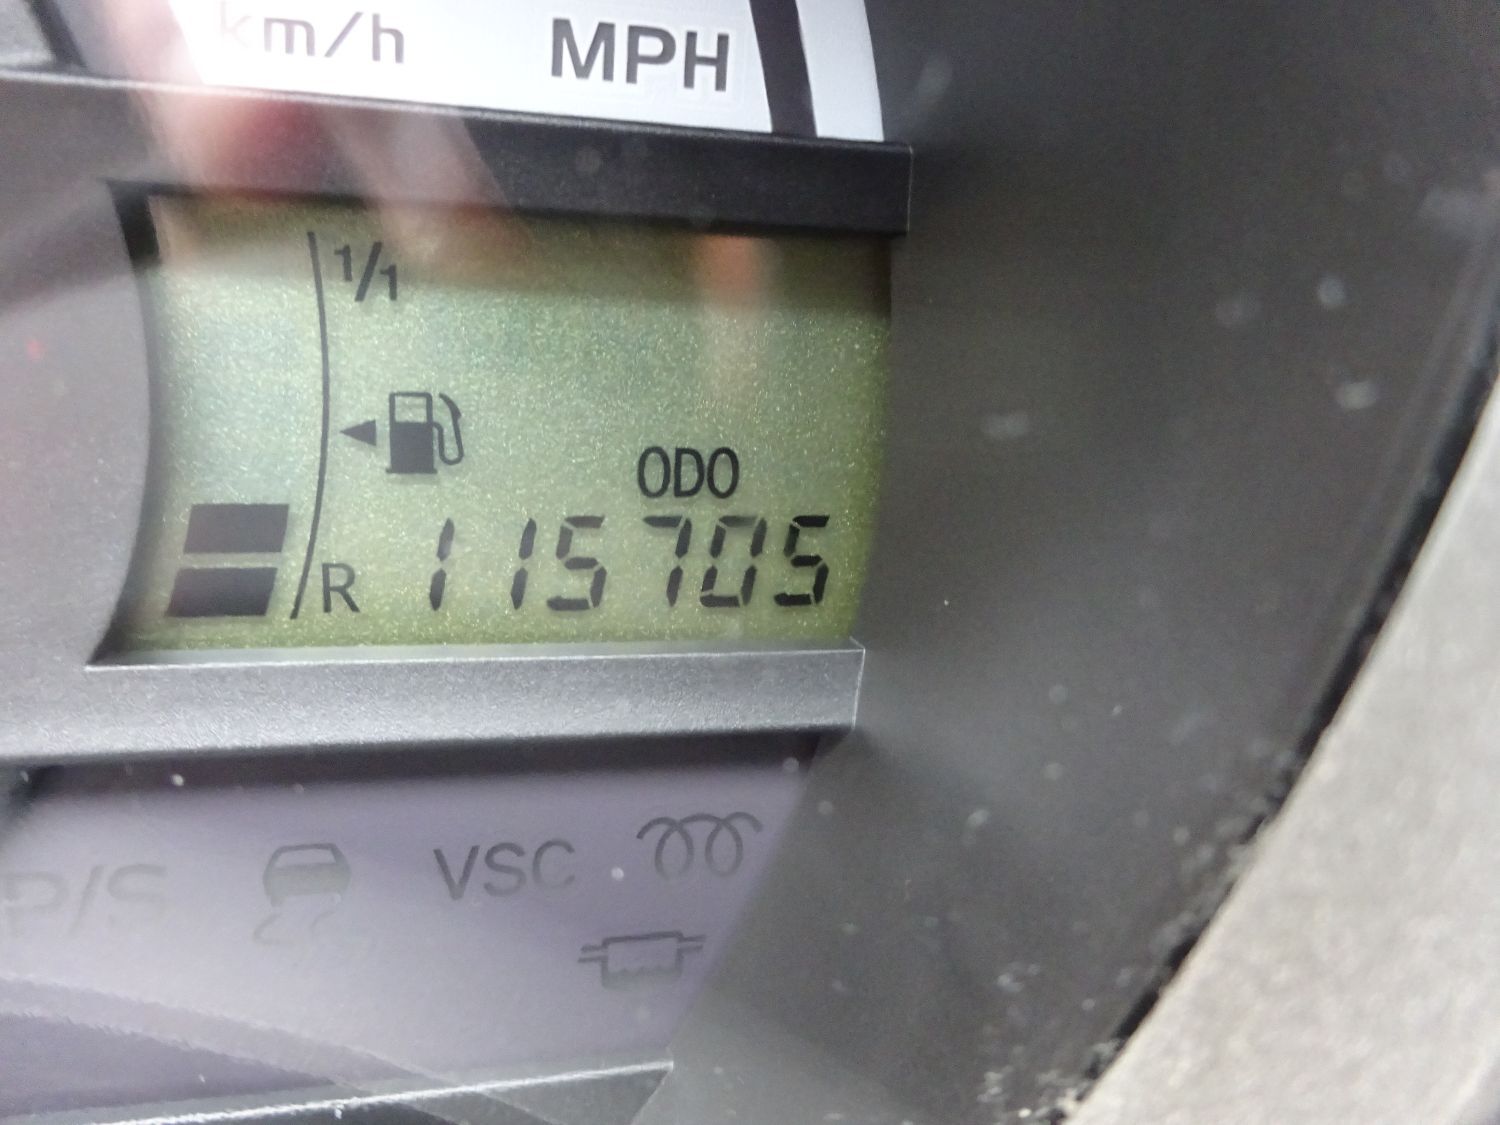 km/h MPH
1/1
ODO
R 115705
P/S VSC